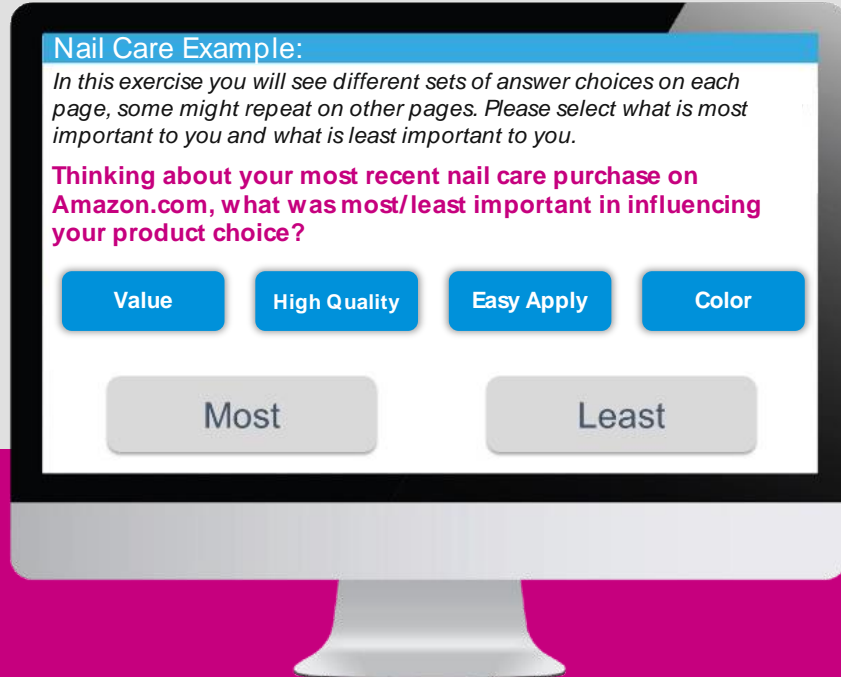 Nail Care Example:
In this exercise you will see different sets of answer choices on each
page, some might repeat on other pages. Please select what is most
important to you and what is least important to you.
Thinking about your most recent nail care purchase on
Amazon.com, what was most/least important in influencing
your product choice?
Value
High Quality
Easy Apply
Color
Most
Least